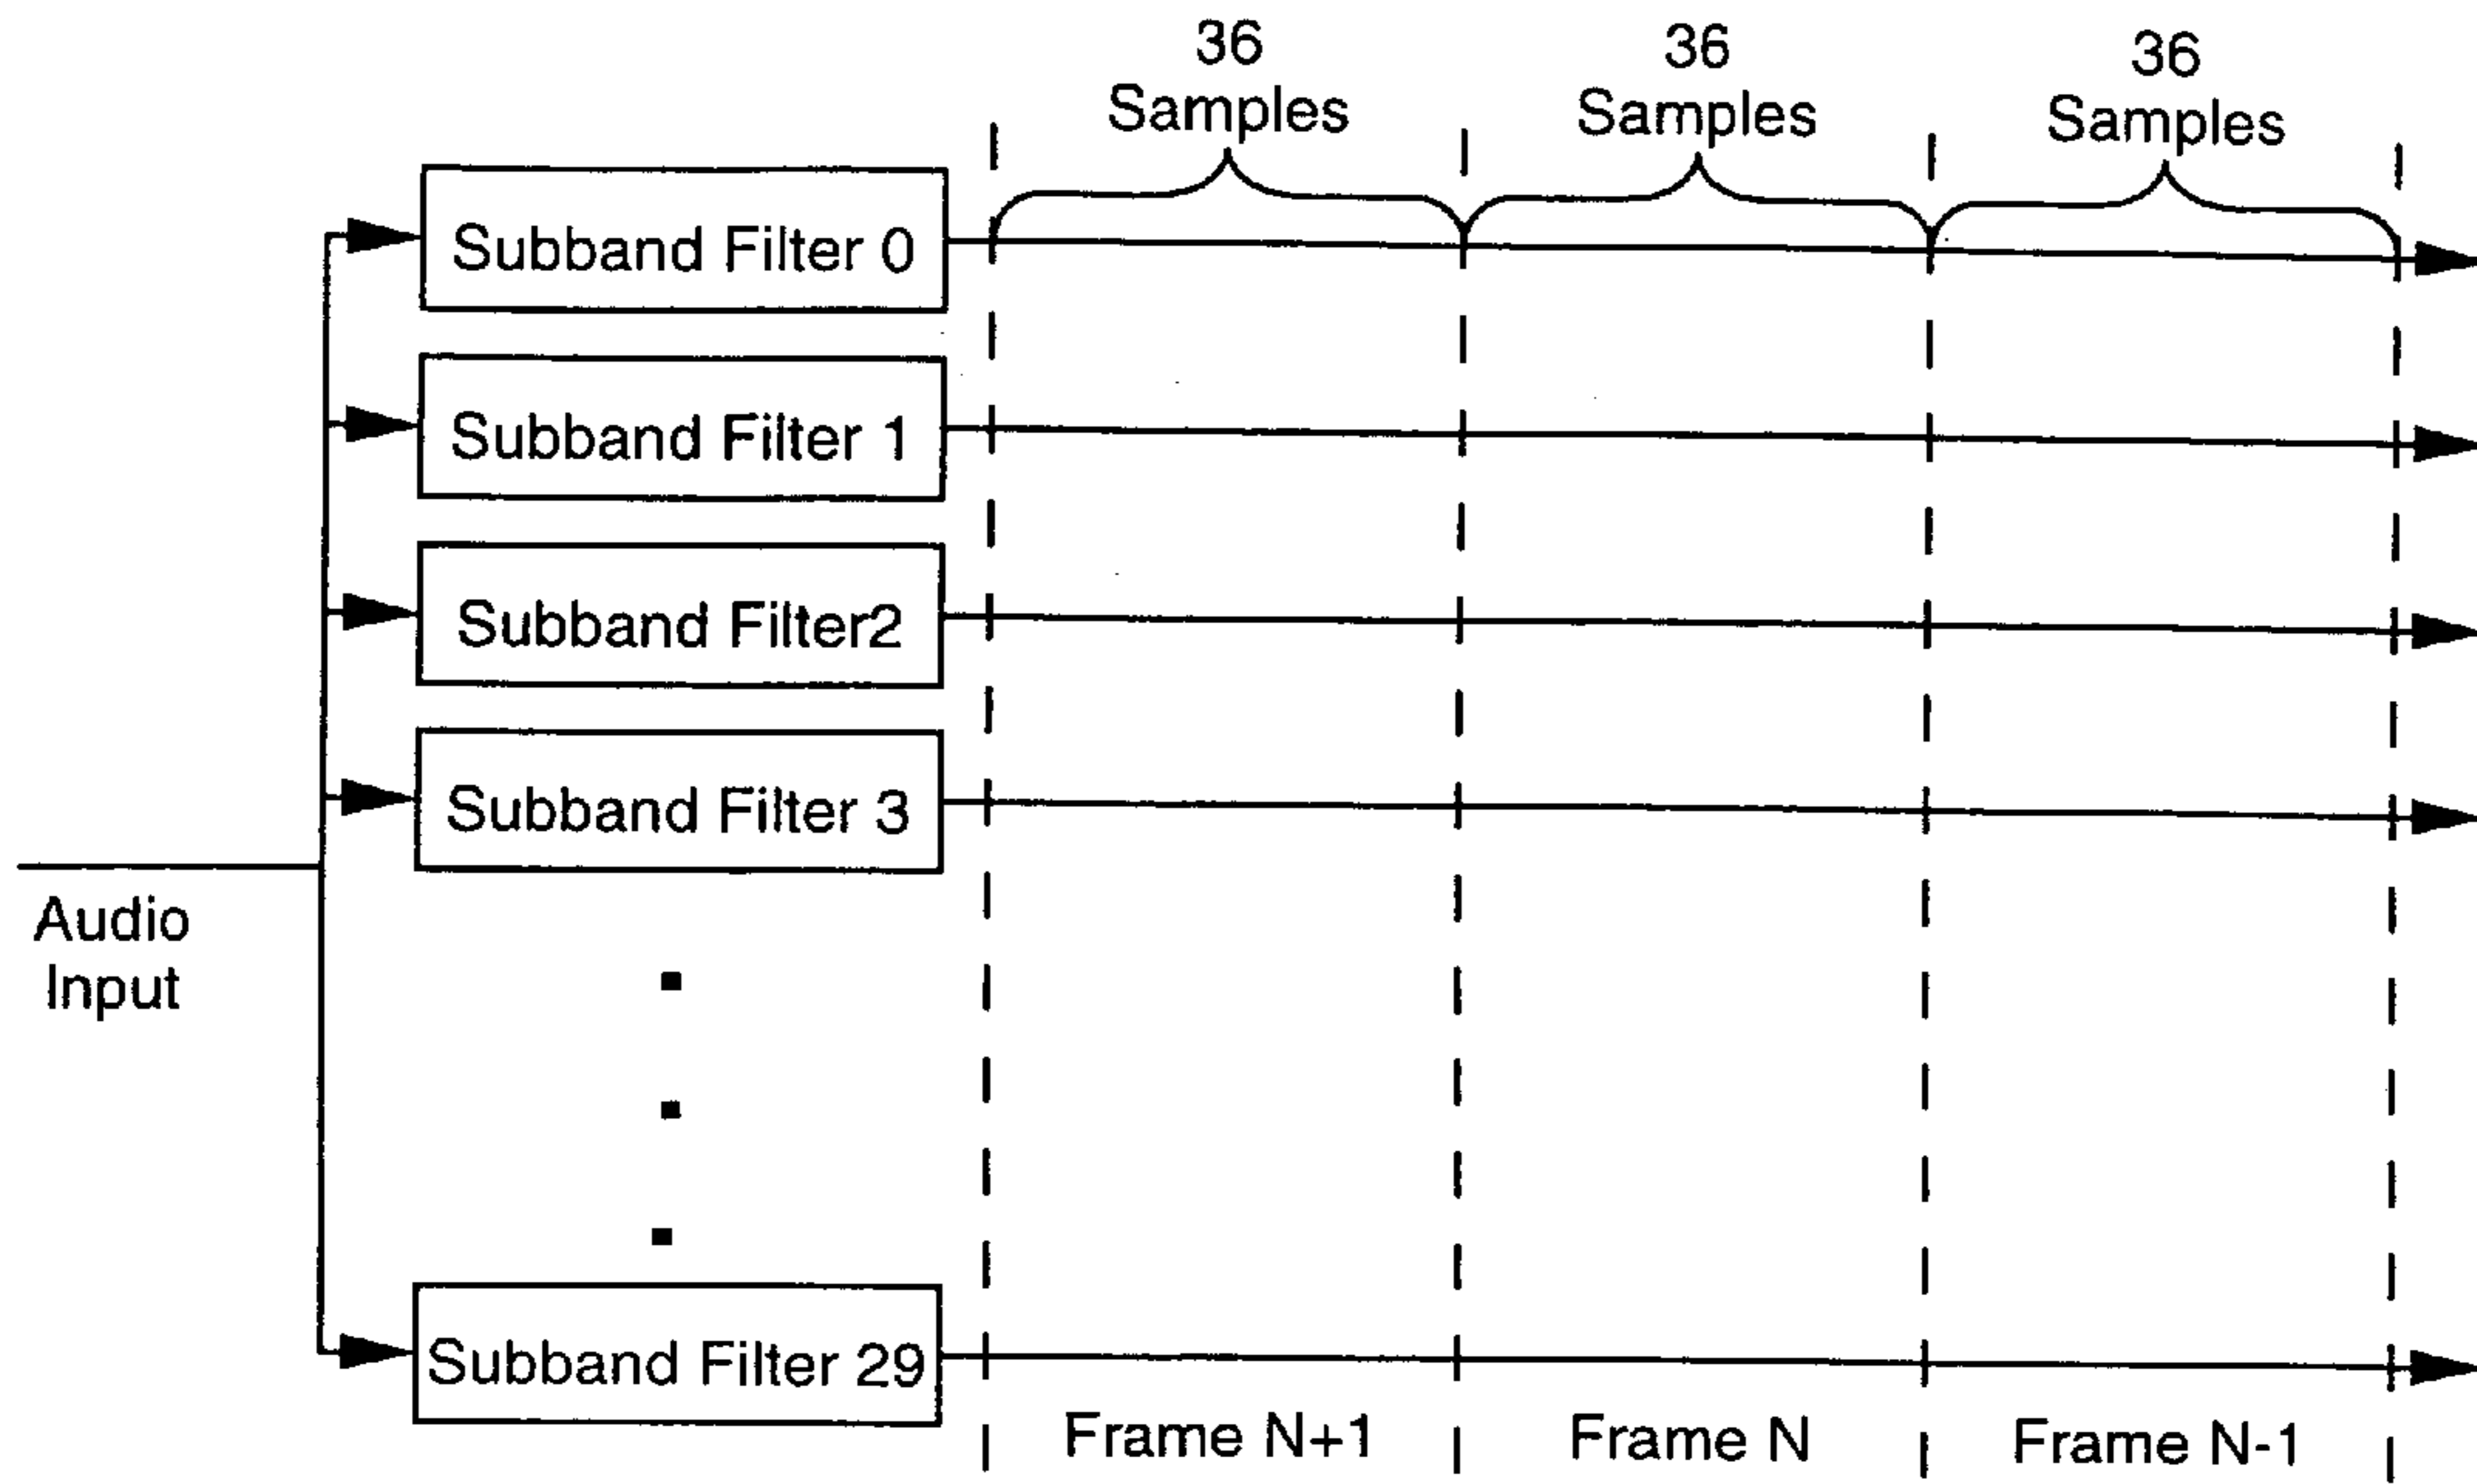 36
Samples
36
Samples
36
Samples
Subband Filter 0
Subband Filter 1
Subband Filter2
Subband Filter 3
Audio
Input
Subband Filter 29
Frame N+1
Frame N
Frame N-1